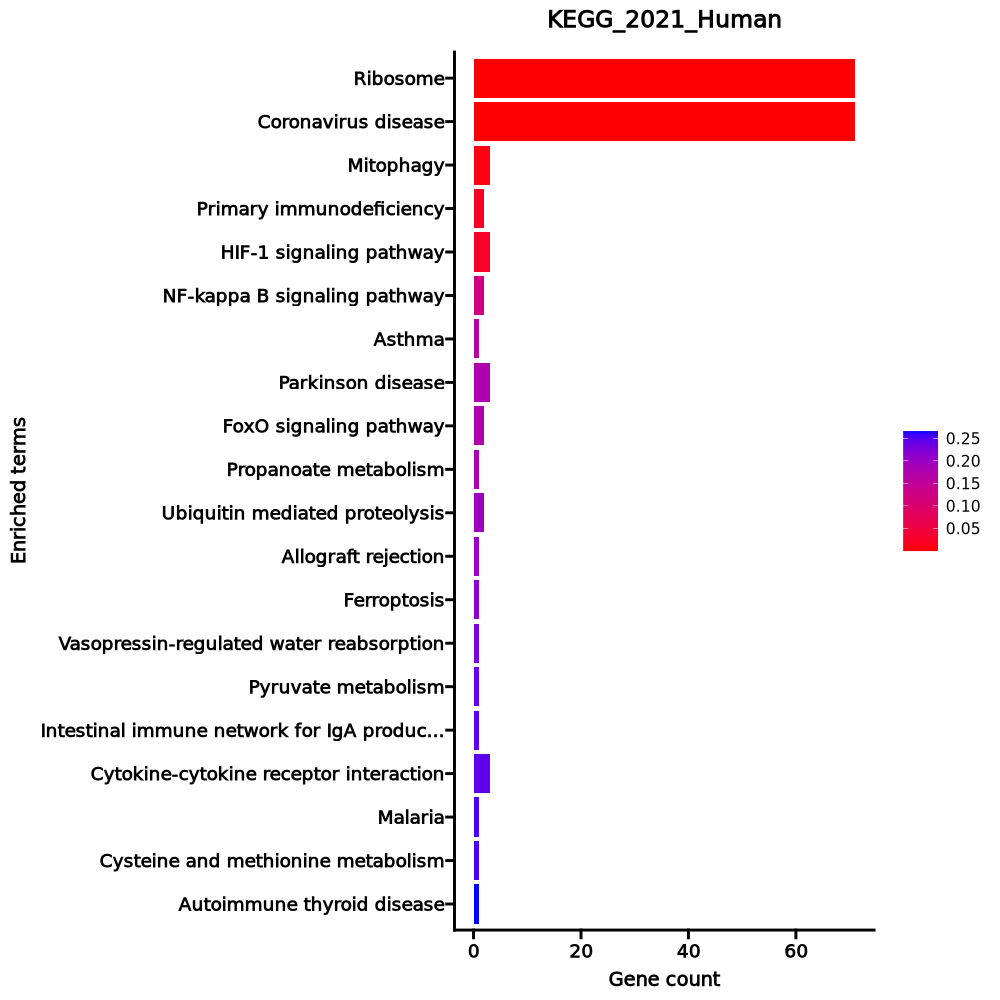 KEGG_2021_Human
Ribosome
Coronavirus disease
Mitophagy
Primary immunodeficiency
HIF-1 signaling pathway
NF-kappa B signaling pathway
Asthma
Parkinson disease
FoxO signaling pathway
Propanoate metabolism
Ubiquitin mediated proteolysis
Allograft rejection
Ferroptosis
Vasopressin-regulated water reabsorption
Pyruvate metabolism
Intestinal immune network for IgA produc...
Cytokine-cytokine receptor interaction
Malaria
Cysteine and methionine metabolism
Autoimmune thyroid disease
Enriched terms
0 20 40 60
Gene count
0.25
0.20
0.15
0.10
0.05